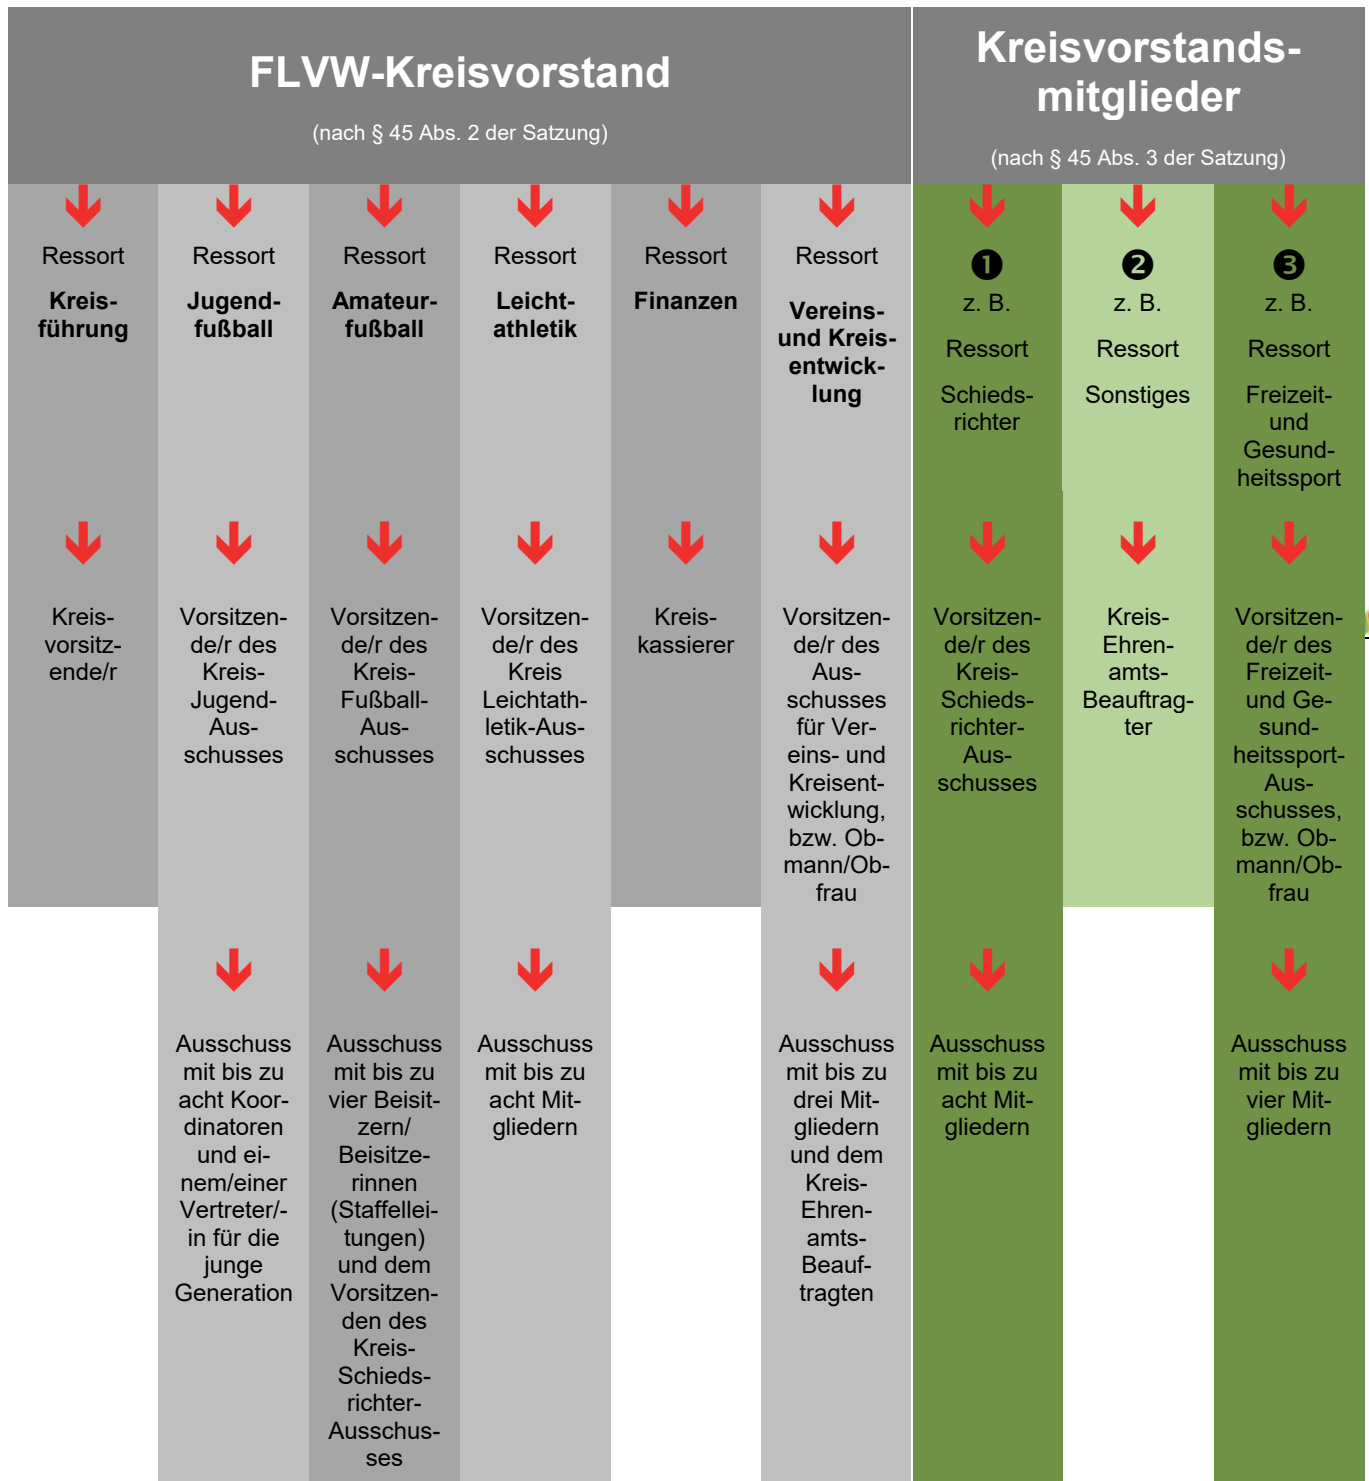 FLVW-Kreisvorstand
(nach § 45 Abs. 2 der Satzung)
Kreisvorstands-
mitglieder
(nach § 45 Abs. 3 der Satzung)
Ressort
Kreis-
führung
Ressort
Jugend-
fußball
Ressort
Amateur-
fußball
Ressort
Leicht-
athletik
Ressort
Finanzen
Ressort
Vereins-
und Kreis-
entwick-
lung
❶
z. B.
Ressort
Schieds-
richter
❷
z. B.
Ressort
Sonstiges
❸
z. B.
Ressort
Freizeit-
und
Gesund-
heitssport
Kreis-
vorsitz-
ende/r
Vorsitzen-
de/r des
Kreis-
Jugend-
Aus-
schusses
Vorsitzen-
de/r des
Kreis-
Fußball-
Aus-
schusses
Vorsitzen-
de/r des
Kreis
Leichtath-
letik-Aus-
schusses
Kreis-
kassierer
Vorsitzen-
de/r des
Aus-
schusses
für Ver-
eins- und
Kreisent-
wicklung,
bzw. Ob-
mann/Ob-
frau
Vorsitzen-
de/r des
Kreis-
Schieds-
richter-
Aus-
schusses
Kreis-
Ehren-
amts-
Beauftrag-
ter
Vorsitzen-
de/r des
Freizeit-
und Ge-
sund-
heitssport-
Aus-
schusses,
bzw. Ob-
mann/Ob-
frau
Ausschuss
mit bis zu
acht Koor-
dinatoren
und ei-
nem/einer
Vertreter/-
in für die
junge
Generation
Ausschuss
mit bis zu
vier Beisit-
zern/
Beisitze-
rinnen
(Staffellei-
tungen)
und dem
Vorsitzen-
den des
Kreis-
Schieds-
richter-
Ausschus-
ses
Ausschuss
mit bis zu
acht Mit-
gliedern
Ausschuss
mit bis zu
drei Mit-
gliedern
und dem
Kreis-
Ehren-
amts-
Beauf-
tragten
Ausschuss
mit bis zu
acht Mit-
gliedern
Ausschuss
mit bis zu
vier Mit-
gliedern